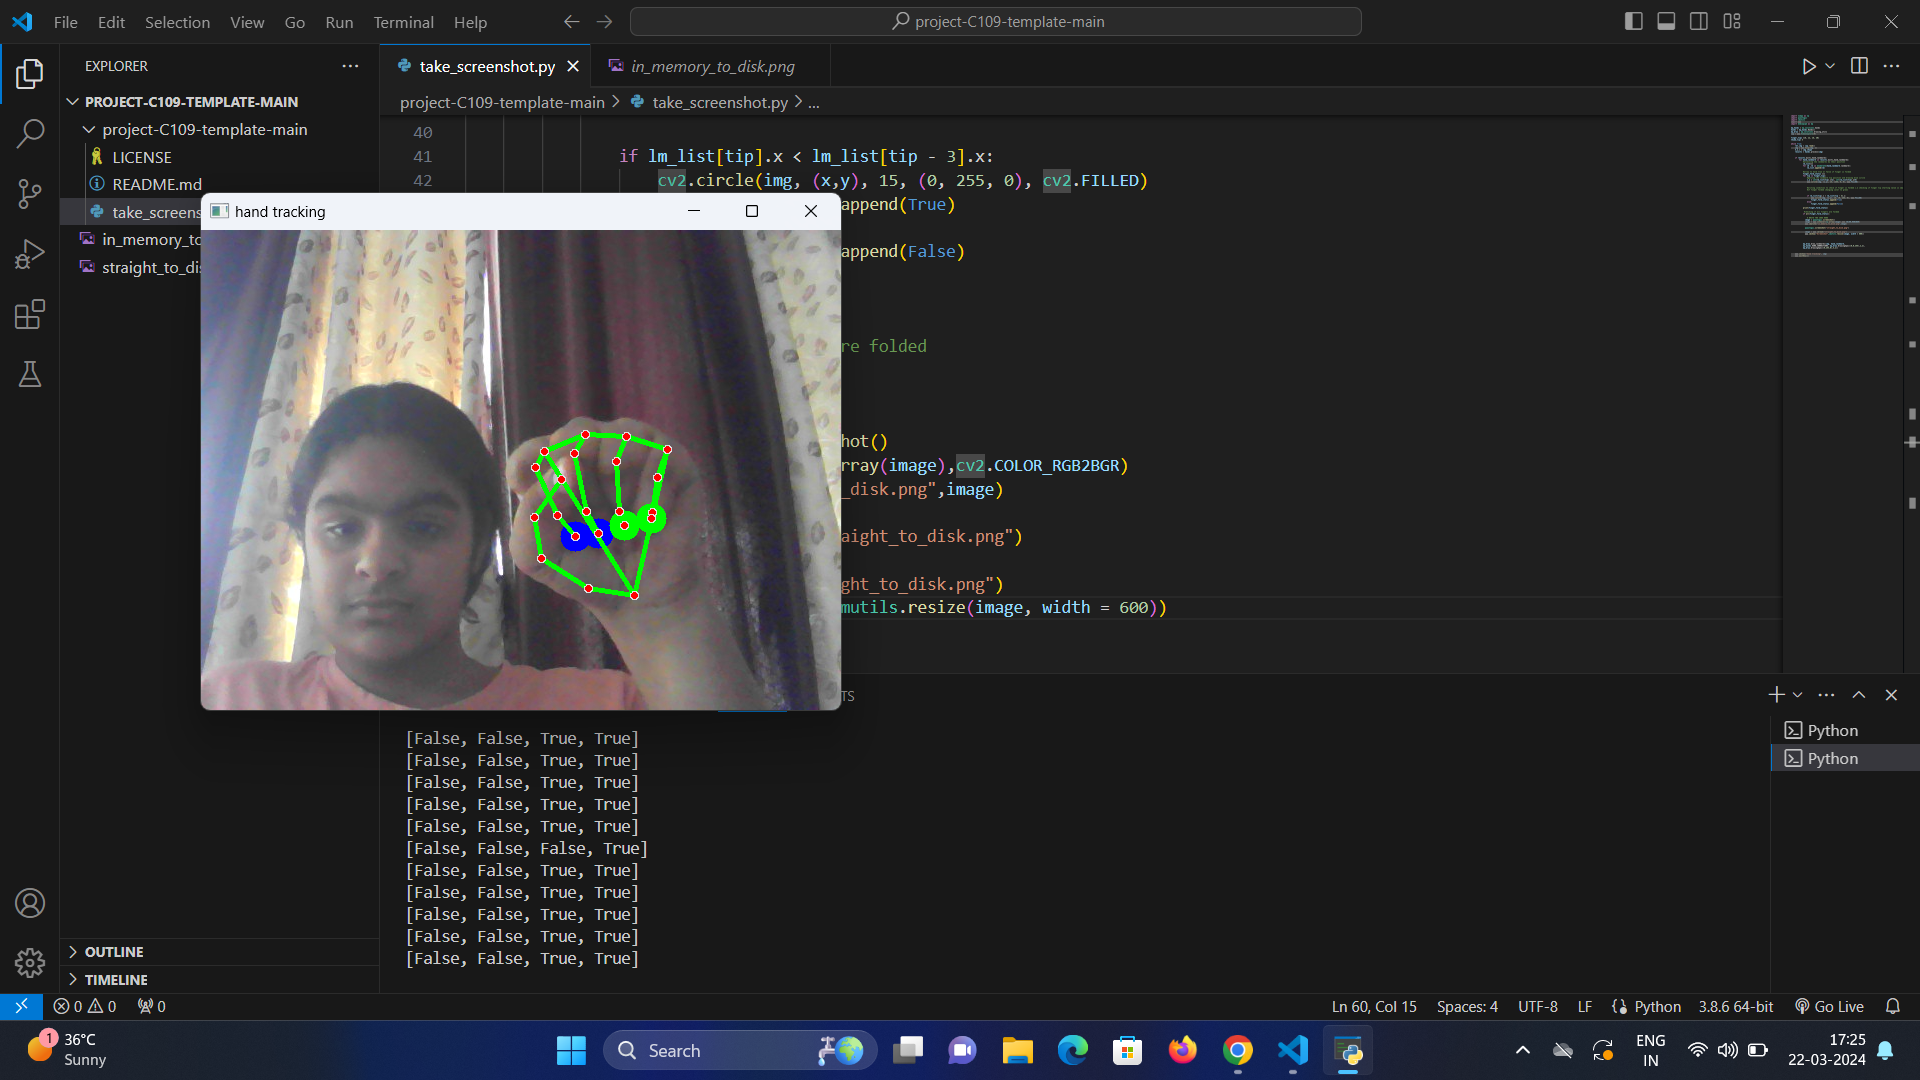 File Edit Selection View Go Run Terminal Help
project-C109-template-main
EXPLORER
PROJECT-C109-TEMPLATE-MAIN
project-C109-template-main
LICENSE
README.md
take_screens
in_memory_to
straight_to_dis
OUTLINE
TIMELINE
take_screenshot.py
in_memory_to_disk.png
project-C109-template-main > take_screenshot.py > ...
40
41 if lm_list[tip].x < lm_list[tip - 3].x:
42 cv2.circle(img, (x,y), 15, (0, 255, 0), cv2.FILLED)
append(True)
append(False)
re folded
hot()
rray(image),cv2.COLOR_RGB2BGR)
_disk.png",image)
aight_to_disk.png")
ght_to_disk.png")
mutils.resize(image, width = 600))
hand tracking
TS
[False, False, True, True]
[False, False, True, True]
[False, False, True, True]
[False, False, True, True]
[False, False, True, True]
[False, False, False, True]
[False, False, True, True]
[False, False, True, True]
[False, False, True, True]
[False, False, True, True]
[False, False, True, True]
Python
Python
0 0 0
Ln 60, Col 15 Spaces: 4 UTF-8 LF Python 3.8.6 64-bit Go Live
1
36°C
Sunny
Search
ENG
IN
17:25
22-03-2024